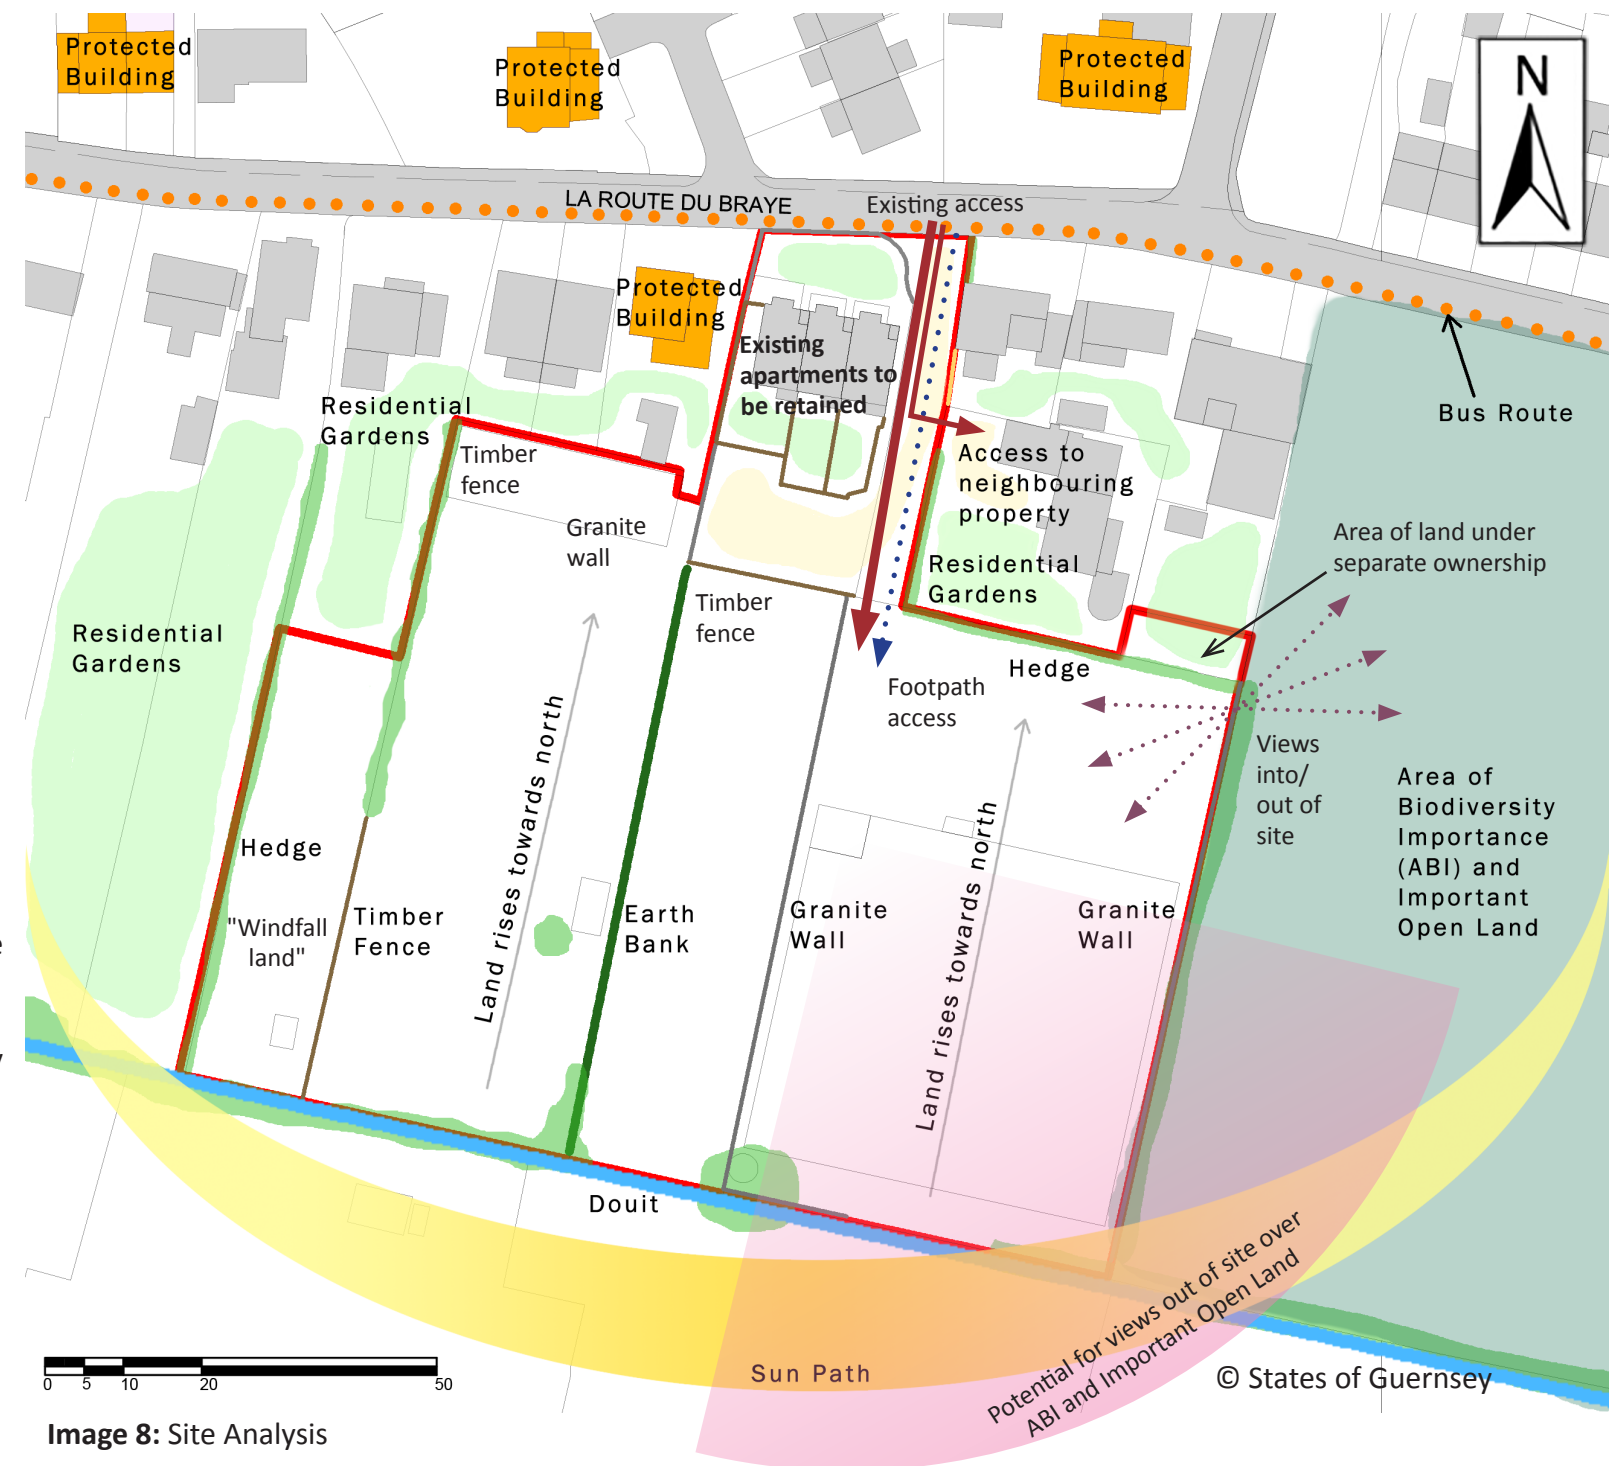 Protected
Building
Protected
Building
Protected
Building
N
LA ROUTE DU BRAYE
Existing access
Protected
Building
Existing
apartments to
be retained
Bus Route
Residential
Gardens
Timber
fence
Granite
wall
Access to
neighbouring
property
Area of land under
separate ownership
Residential
Gardens
Timber
fence
Residential
Gardens
Hedge
Footpath
access
Views
into/
out of
site
Area of
Biodiversity
Importance
(ABI) and
Important
Open Land
Land rises towards north
Land rises towards north
Hedge
"Windfall
land"
Timber
Fence
Earth
Bank
Granite
Wall
Granite
Wall
Douit
Sun Path
Potential for views out of site over
ABI and Important Open Land
© States of Guernsey
0 5 10 20 50
Image 8: Site Analysis